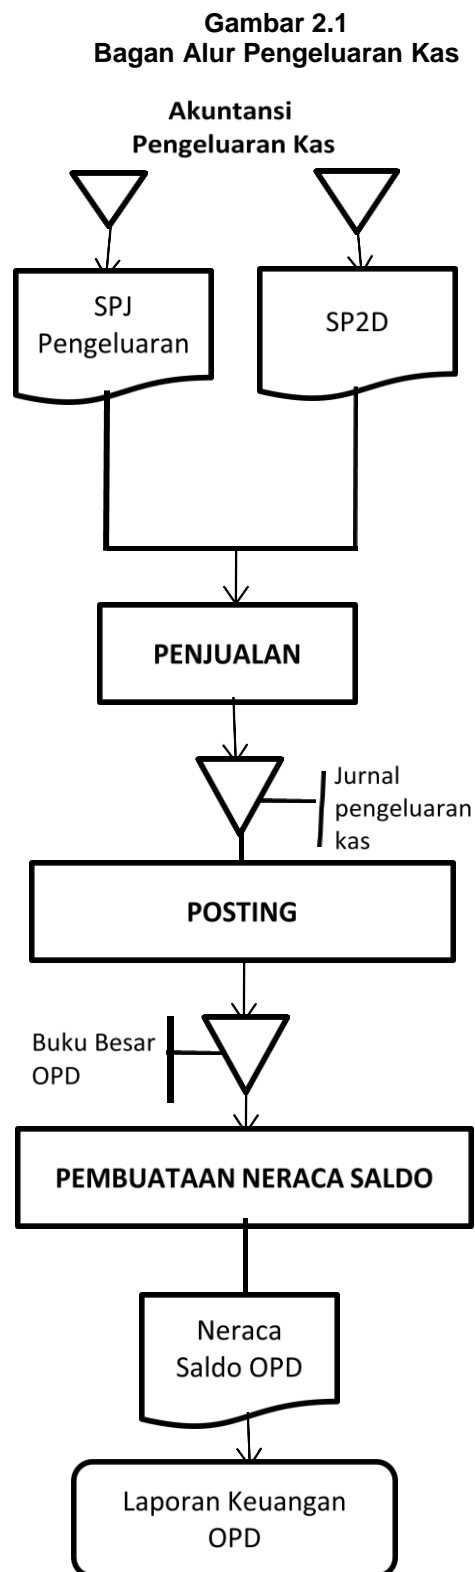 Gambar 2.1
Bagan Alur Pengeluaran Kas
Akuntansi
Pengeluaran Kas
SPJ
Pengeluaran
SP2D
PENJUALAN
Jurnal
pengeluaran
kas
POSTING
Buku Besar
OPD
PEMBUATAAN NERACA SALDO
Neraca
Saldo OPD
Laporan Keuangan
OPD